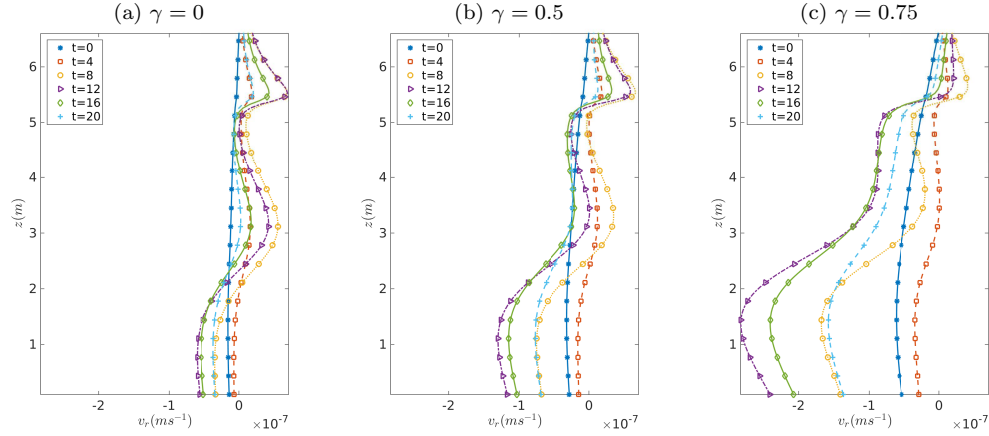 (a) γ = 0
6
5
4
3
2
1
z(m)
t=0
t=4
t=8
t=12
t=16
t=20
-2
-1
0
v_r(ms^{-1})
×10^{-7}
(b) γ = 0.5
6
5
4
3
2
1
z(m)
t=0
t=4
t=8
t=12
t=16
t=20
-2
-1
0
v_r(ms^{-1})
×10^{-7}
(c) γ = 0.75
6
5
4
3
2
1
z(m)
t=0
t=4
t=8
t=12
t=16
t=20
-2
-1
0
v_r(ms^{-1})
×10^{-7}